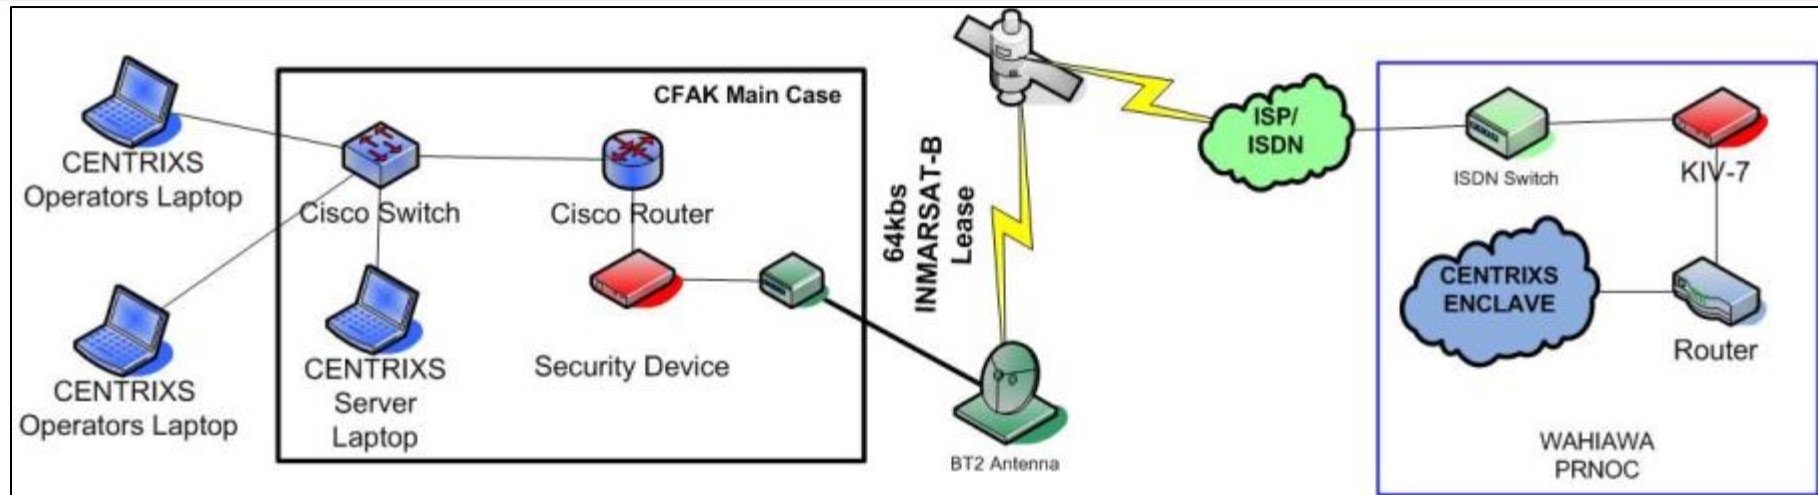 CENTRIXS
Operators Laptop
CENTRIXS
Operators Laptop
CFAK Main Case
Cisco Switch
Cisco Router
CENTRIXS
Server
Laptop
Security Device
64kbs
INMARSAT-B
Lease
BT2 Antenna
ISP/
ISDN
ISDN Switch
KIV-7
CENTRIXS
ENCLAVE
Router
WAHIAWA
PRNOC